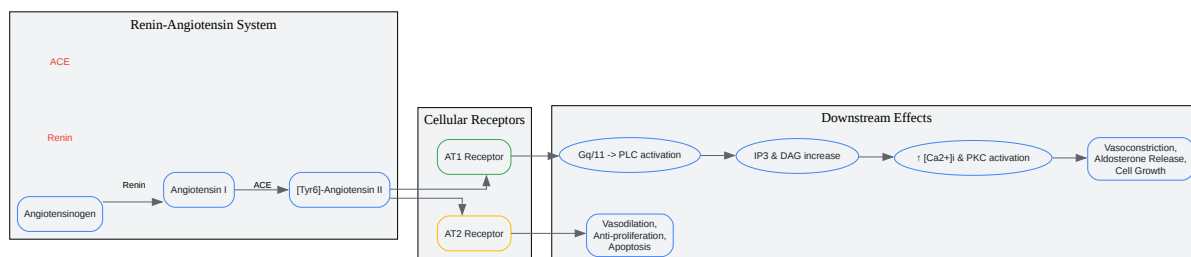 Renin-Angiotensin System
ACE
Renin
Renin
Angiotensinogen
Angiotensin I
ACE
[Tyr6]-Angiotensin II
Cellular Receptors
AT1 Receptor
AT2 Receptor
Downstream Effects
Gq/11 -> PLC activation
IP3 & DAG increase
↑ [Ca2+]i & PKC activation
Vasoconstriction,
Aldosterone Release,
Cell Growth
Vasodilation,
Anti-proliferation,
Apoptosis